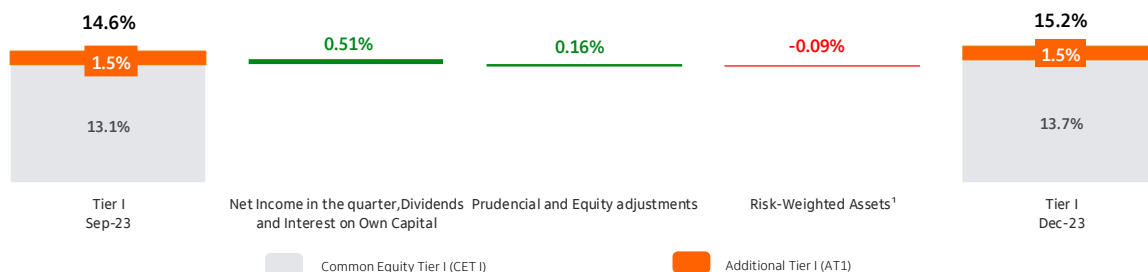 14.6%
0.51%
0.16%
-0.09%
15.2%
1.5%
1.5%
13.1%
13.7%
Tier I
Sep-23
Net Income in the quarter,Dividends
and Interest on Own Capital
Prudencial and Equity adjustments
Risk-Weighted Assets¹
Tier I
Dec-23
Common Equity Tier I (CET I)
Additional Tier I (AT1)